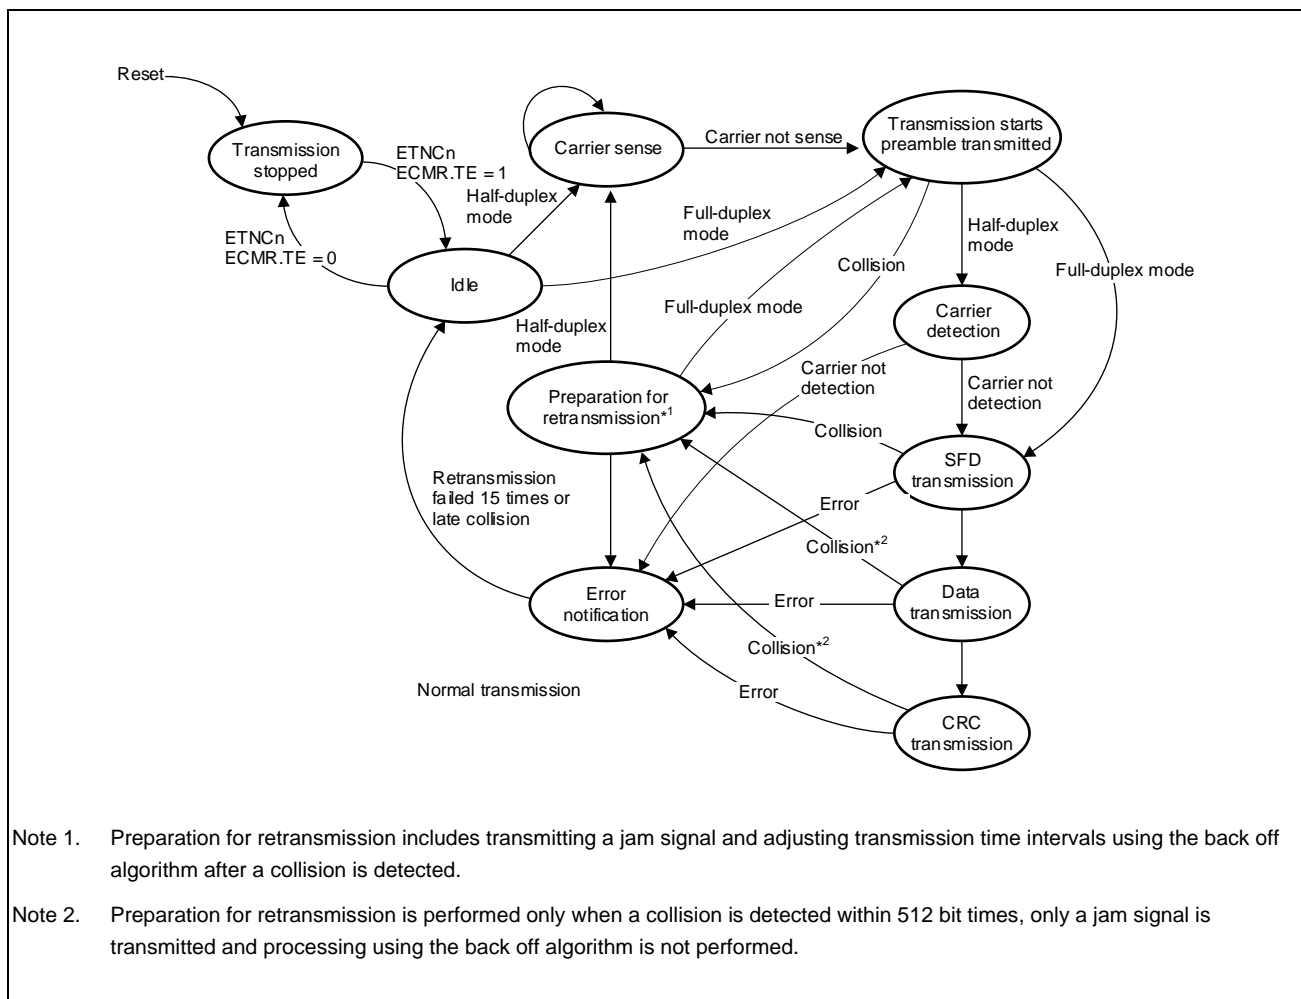 Reset
Transmission
stopped
ETNCn
ECMR.TE = 1
ETNCn
ECMR.TE = 0
Idle
Half-duplex
mode
Carrier sense
Carrier not sense
Transmission starts
preamble transmitted
Full-duplex
mode
Half-duplex
mode
Full-duplex mode
Collision
Full-duplex mode
Half-duplex
mode
Carrier
detection
Carrier not
detection
Carrier not
detection
Preparation for
retransmission*1
Collision
SFD
transmission
Retransmission
failed 15 times or
late collision
Error
Collision*2
Error
notification
Error
Data
transmission
Collision*2
Normal transmission
Error
CRC
transmission
Note 1. Preparation for retransmission includes transmitting a jam signal and adjusting transmission time intervals using the back off
algorithm after a collision is detected.
Note 2. Preparation for retransmission is performed only when a collision is detected within 512 bit times, only a jam signal is
transmitted and processing using the back off algorithm is not performed.